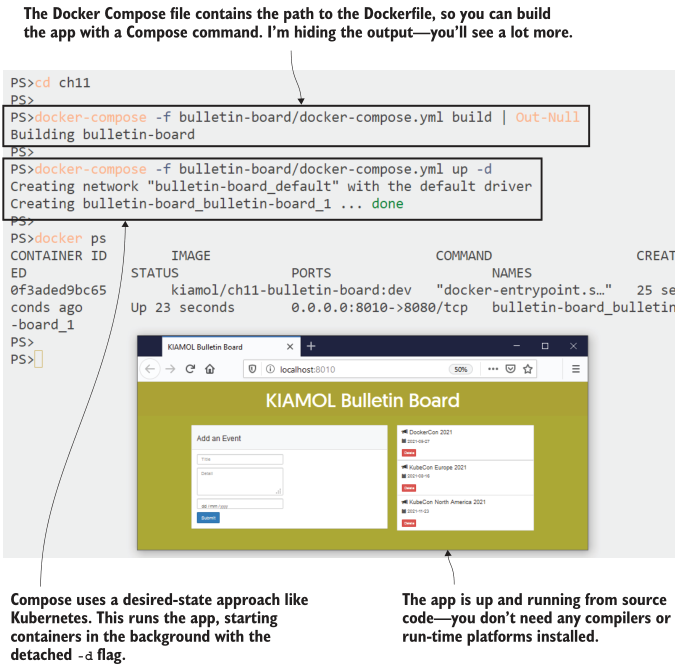 The Docker Compose file contains the path to the Dockerfile, so you can build
the app with a Compose command. I'm hiding the output—you'll see a lot more.
PS>cd ch11
PS>
PS>docker-compose -f bulletin-board/docker-compose.yml build | Out-Null
Building bulletin-board
PS>
PS>docker-compose -f bulletin-board/docker-compose.yml up -d
Creating network "bulletin-board_default" with the default driver
Creating bulletin-board_bulletin-board_1 ... done
PS>
PS>docker ps
CONTAINER ID IMAGE COMMAND CREAT
ED STATUS PORTS NAMES
0f3aded9bc65 kiamol/ch11-bulletin-board:dev "docker-entrypoint.s…" 25 se
conds ago Up 23 seconds 0.0.0.0:8010->8080/tcp bulletin-board_bulletin
-board_1
PS>
PS>
KIAMOL Bulletin Board
localhost:8010 50%
KIAMOL Bulletin Board
Add an Event
Title
Detail
dd/mm/yyyy
Submit
DockerCon 2021
2021-05-27
Delete
KubeCon Europe 2021
Delete
KubeCon North America 2021
Delete
Compose uses a desired-state approach like
Kubernetes. This runs the app, starting
containers in the background with the
detached -d flag.
The app is up and running from source
code—you don't need any compilers or
run-time platforms installed.